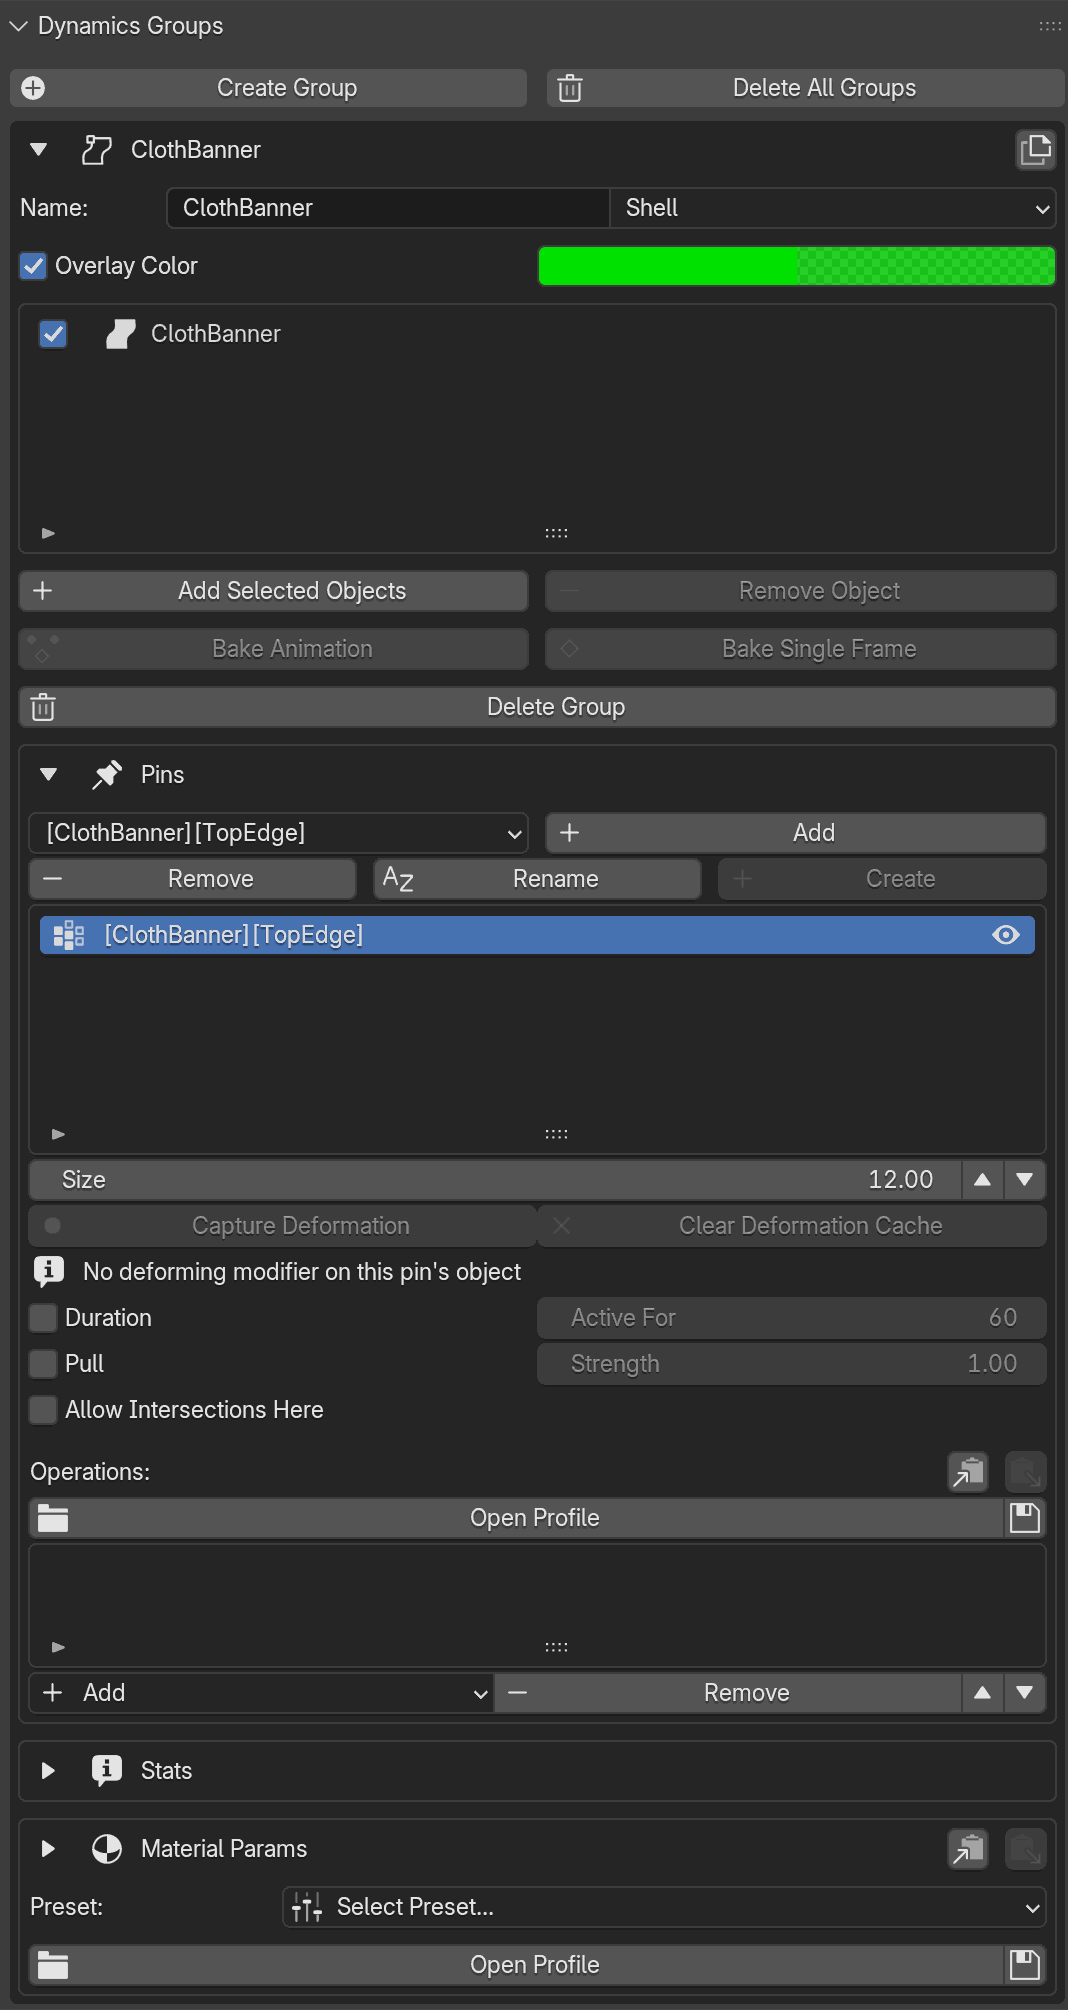 Dynamics Groups
Create Group
Delete All Groups
ClothBanner
Name:
ClothBanner
Shell
Overlay Color
ClothBanner
Add Selected Objects
Remove Object
Bake Animation
Bake Single Frame
Delete Group
Pins
[ClothBanner][TopEdge]
Add
Remove
Rename
Create
[ClothBanner][TopEdge]
Size
12.00
Capture Deformation
Clear Deformation Cache
No deforming modifier on this pin's object
Duration
Active For
60
Pull
Strength
1.00
Allow Intersections Here
Operations:
Open Profile
Add
Remove
Stats
Material Params
Preset:
Select Preset...
Open Profile